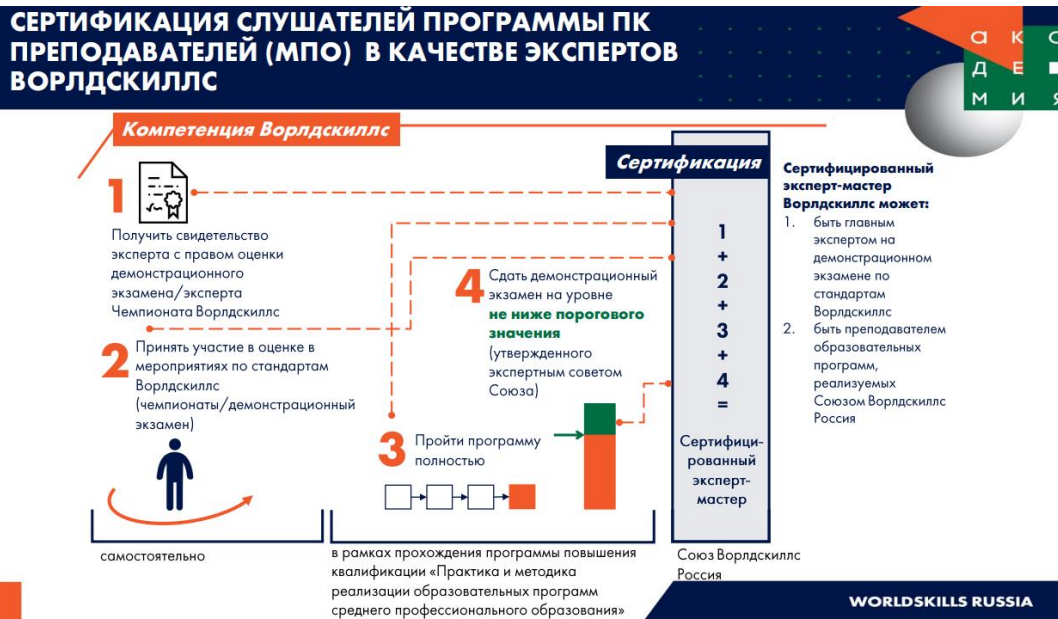 СЕРТИФИКАЦИЯ СЛУШАТЕЛЕЙ ПРОГРАММЫ ПК
ПРЕПОДАВАТЕЛЕЙ (МПО) В КАЧЕСТВЕ ЭКСПЕРТОВ
ВОРЛДСКИЛЛС
а к а
д е
м и я
Компетенция Ворлдскиллс
1
Получить свидетельство
эксперта с правом оценки
демонстрационного
экзамена/эксперта
Чемпионата Ворлдскиллс
2
Принять участие в оценке в
мероприятиях по стандартам
Ворлдскиллс
(чемпионаты/демонстрационный
экзамен)
самостоятельно
4
Сдать демонстрационный
экзамен на уровне
не ниже порогового
значения
(утвержденного
экспертным советом
Союза)
3
Пройти программу
полностью
в рамках прохождения программы повышения
квалификации «Практика и методика
реализации образовательных программ
среднего профессионального образования»
Сертификация
1
+
2
+
3
+
4
=
Сертифици-
рованный
эксперт-
мастер
Союз Ворлдскиллс
Россия
Сертифицированный
эксперт-мастер
Ворлдскиллс может:
1. быть главным
экспертом на
демонстрационном
экзамене по
стандартам
Ворлдскиллс
2. быть преподавателем
образовательных
программ,
реализуемых
Союзом Ворлдскиллс
Россия
WORLDSKILLS RUSSIA